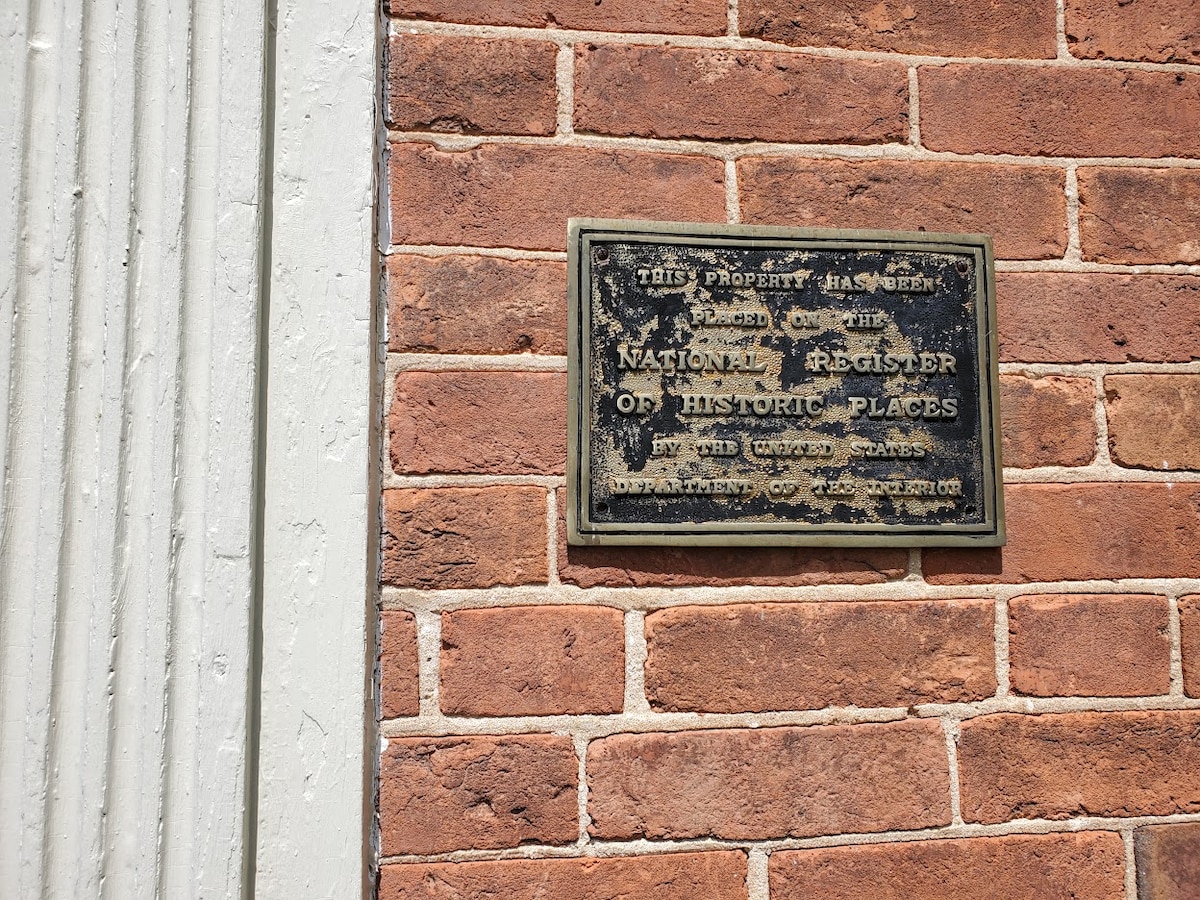 THIS PROPERTY HAS BEEN
PLACED ON THE
NATIONAL REGISTER
OF HISTORIC PLACES
BY THE UNITED STATES
DEPARTMENT OF THE INTERIOR